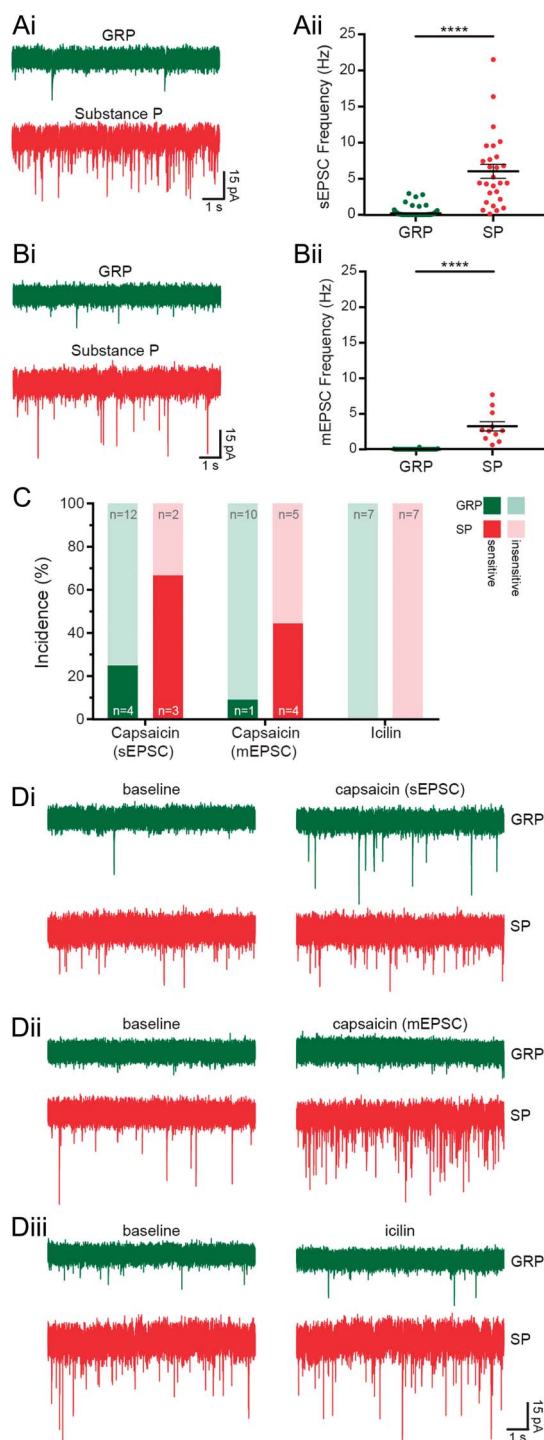 Ai
GRP
Substance P
15 pA
1 s
Aii
****
sEPSC Frequency (Hz)
25
20
15
10
5
0
GRP SP
Bi
GRP
Substance P
15 pA
1 s
Bii
****
mEPSC Frequency (Hz)
25
20
15
10
5
0
GRP SP
C
Incidence (%)
100
80
60
40
20
0
n=12 n=2 n=10 n=5 n=7 n=7
n=4 n=3 n=1 n=4
Capsaicin
(sEPSC)
Capsaicin
(mEPSC)
Icilin
GRP
SP
sensitive
insensitive
Di
baseline capsaicin (sEPSC)
GRP
SP
Dii
baseline capsaicin (mEPSC)
GRP
SP
Diii
baseline icilin
GRP
SP
15 pA
1 s